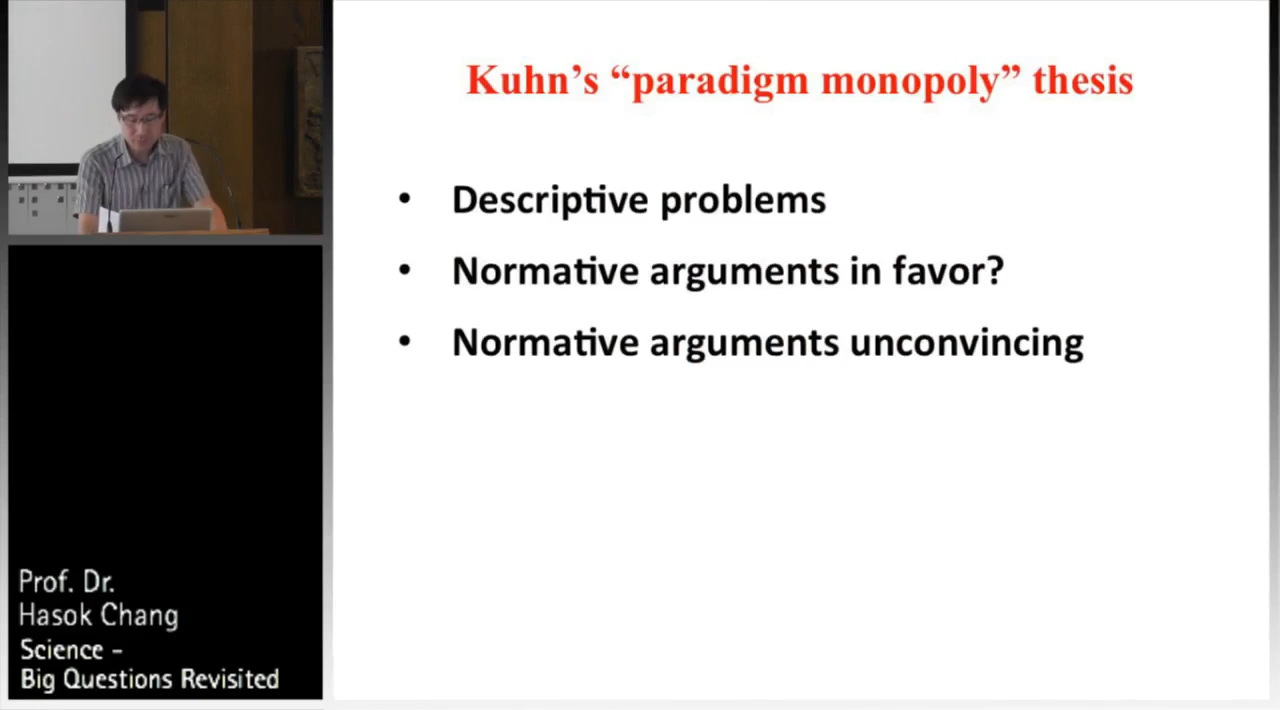 Kuhn's “paradigm monopoly” thesis
• Descriptive problems
• Normative arguments in favor?
• Normative arguments unconvincing
Prof. Dr.
Hasok Chang
Science –
Big Questions Revisited